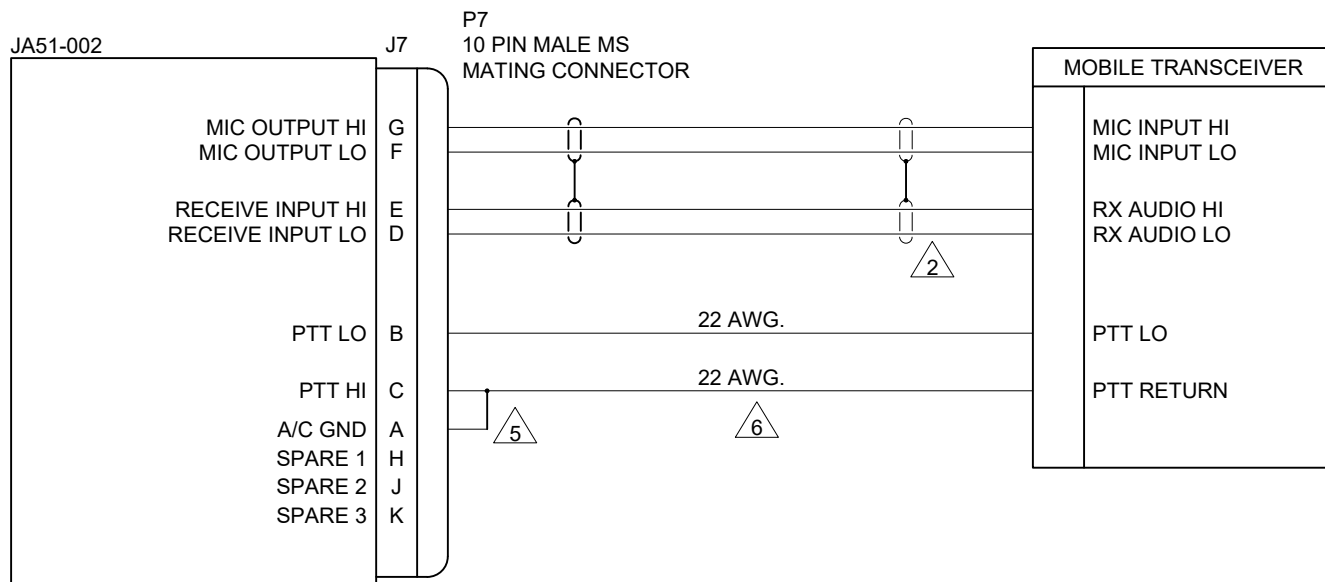 JA51-002
J7
P7
10 PIN MALE MS
MATING CONNECTOR
MOBILE TRANSCEIVER
MIC OUTPUT HI G MIC INPUT HI
MIC OUTPUT LO F MIC INPUT LO
RECEIVE INPUT HI E RX AUDIO HI
RECEIVE INPUT LO D RX AUDIO LO
2
22 AWG.
PTT LO B PTT LO
22 AWG.
PTT HI C PTT RETURN
5
6
A/C GND A
SPARE 1 H
SPARE 2 J
SPARE 3 K